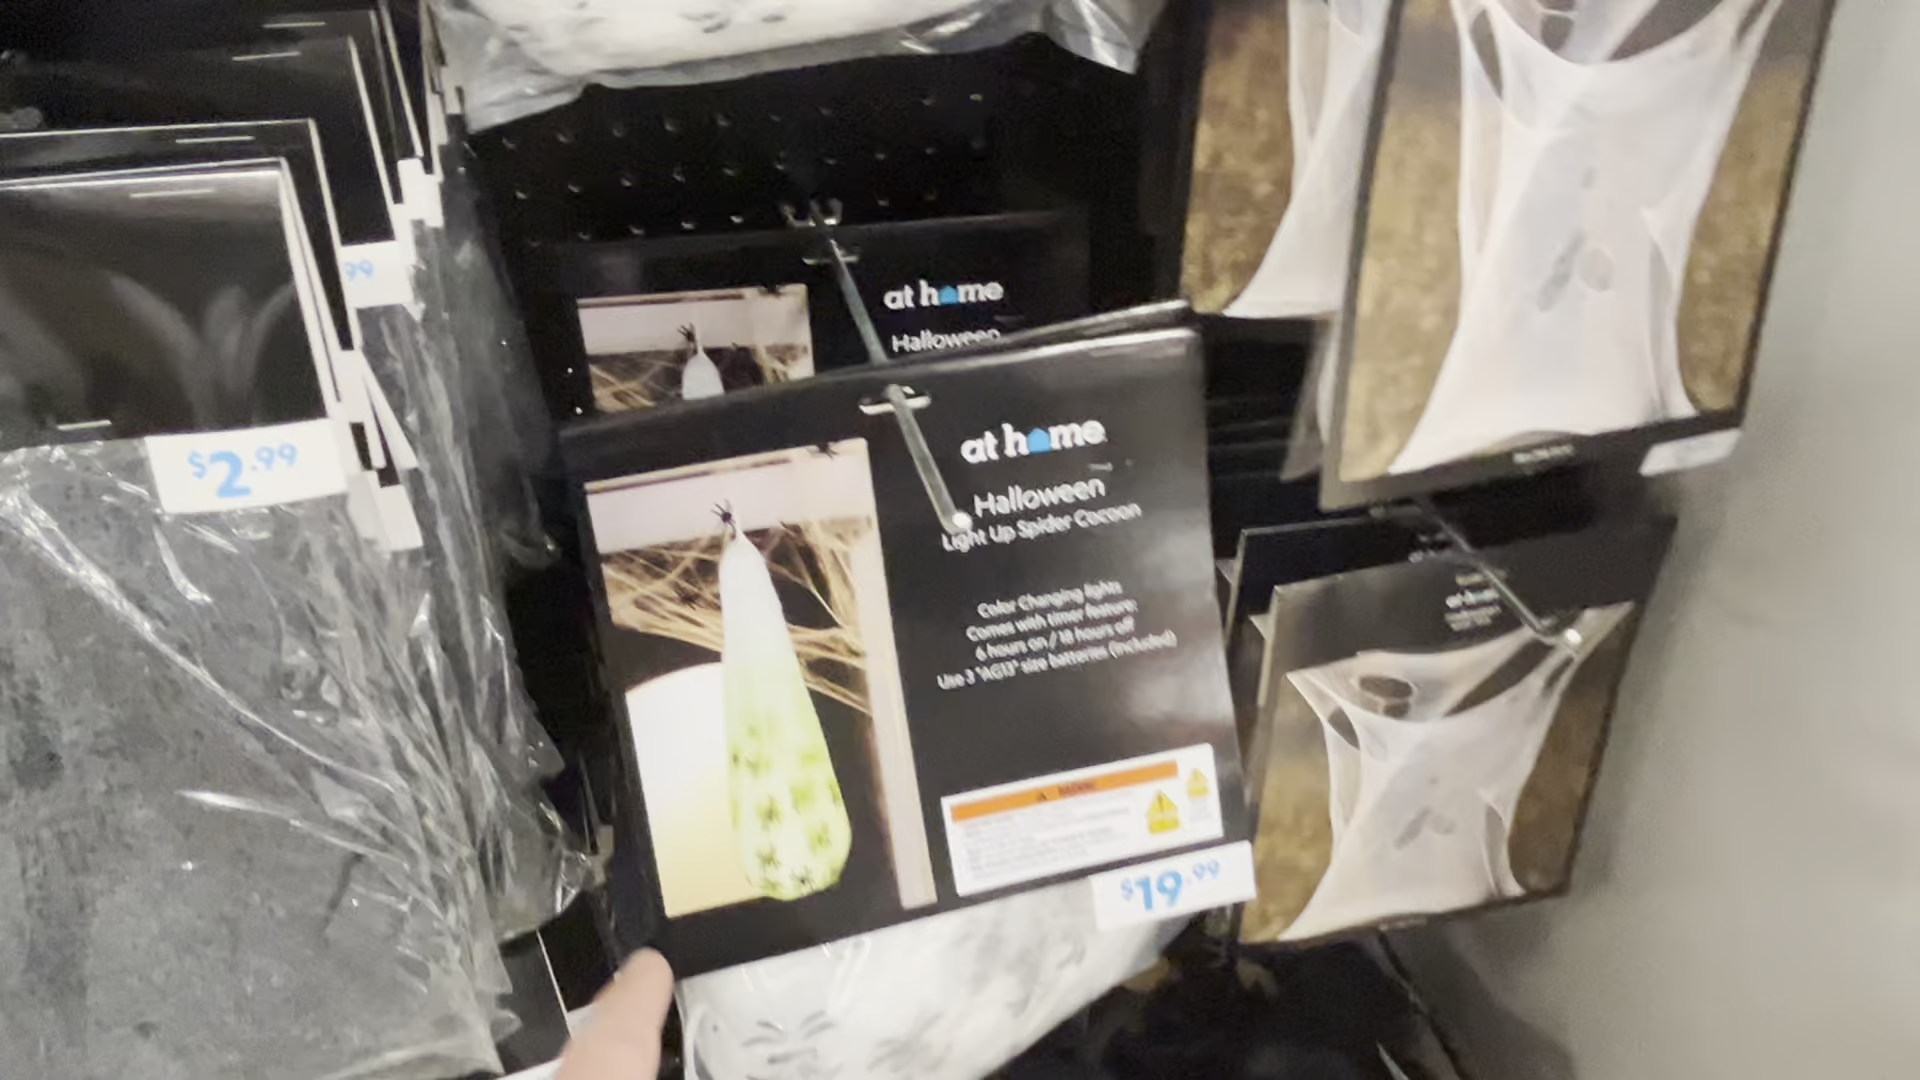 at home
Halloween
99
$2.99
at home
Halloween
Light Up Spider Cocoon
Color Changing lights
Comes with timer feature:
6 hours on / 18 hours off
Use 3 "AG13" size batteries (included)
WARNING
$19.99